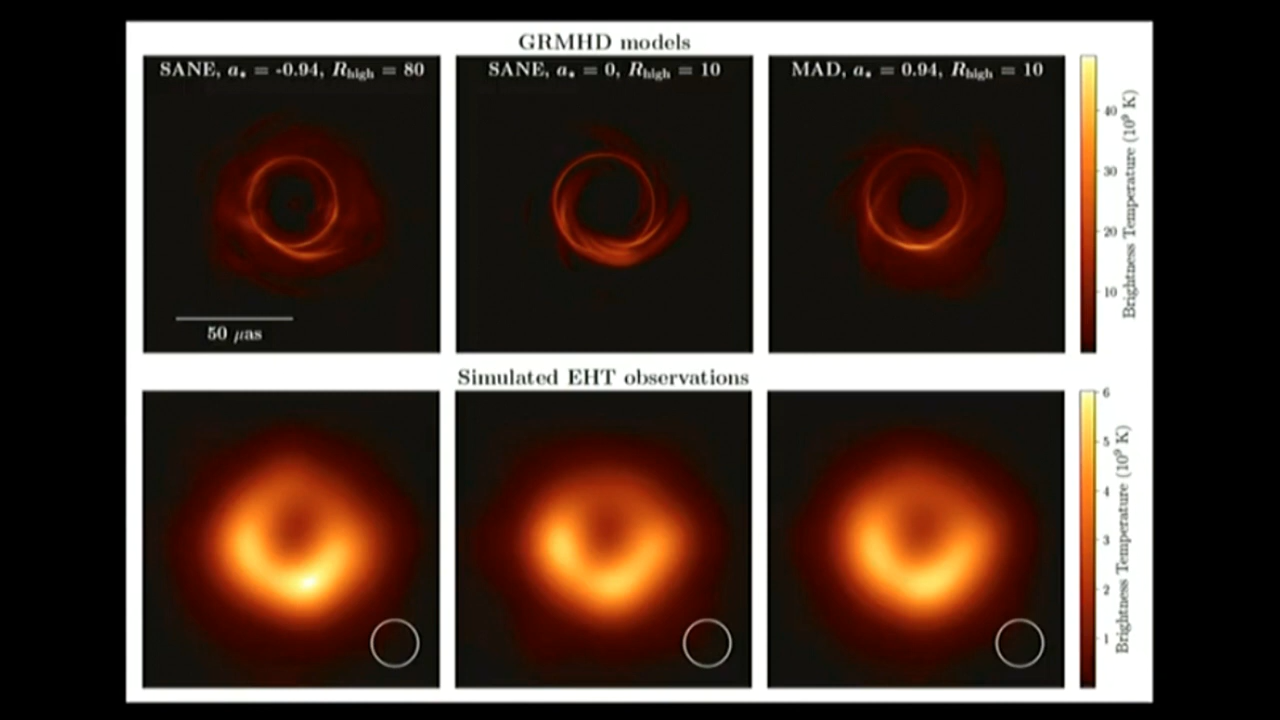 GRMHD models
SANE, a* = -0.94, Rhigh = 80
SANE, a* = 0, Rhigh = 10
MAD, a* = 0.94, Rhigh = 10
50 μas
40
30
20
10
Brightness Temperature (10⁹ K)
Simulated EHT observations
6
5
4
3
2
1
Brightness Temperature (10⁹ K)